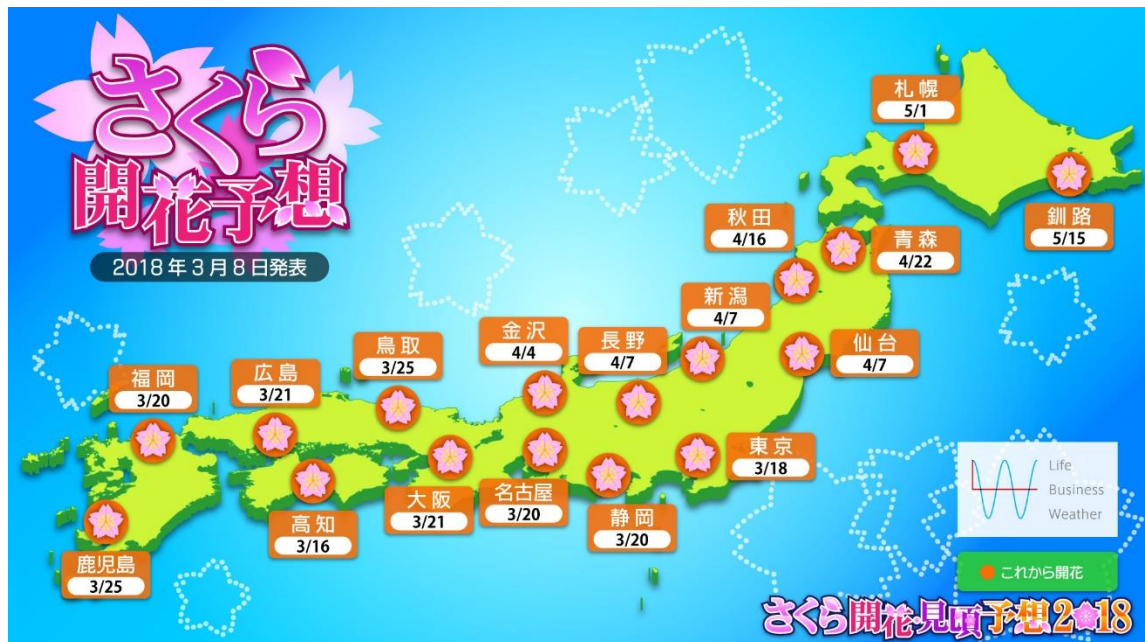 さくら
開花予想
2018年3月8日発表
札幌
5/1
釧路
5/15
秋田
4/16
青森
4/22
新潟
4/7
仙台
4/7
金沢
4/4
長野
4/7
鳥取
3/25
広島
3/21
福岡
3/20
東京
3/18
大阪
3/21
名古屋
3/20
静岡
3/20
高知
3/16
鹿児島
3/25
Life
Business
Weather
これから開花
さくら開花・見頃予想2018